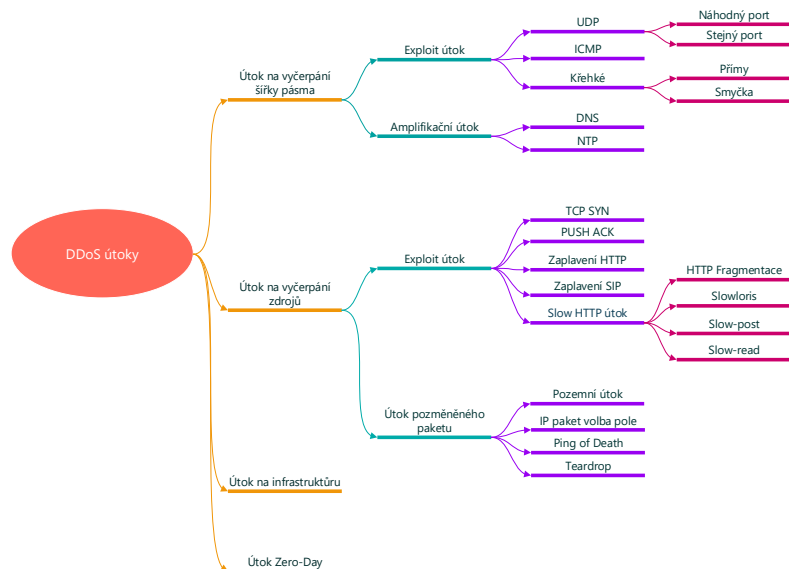 DDoS útoky
Útok na vyčerpání
šířky pásma
Exploit útok
UDP
Náhodný port
Stejný port
ICMP
Křehké
Přímy
Smyčka
Amplifikační útok
DNS
NTP
Útok na vyčerpání
zdrojů
Exploit útok
TCP SYN
PUSH ACK
Zaplavení HTTP
Zaplavení SIP
Slow HTTP útok
HTTP Fragmentace
Slowloris
Slow-post
Slow-read
Útok pozměněného
paketu
Pozemní útok
IP paket volba pole
Ping of Death
Teardrop
Útok na infrastruktůru
Útok Zero-Day